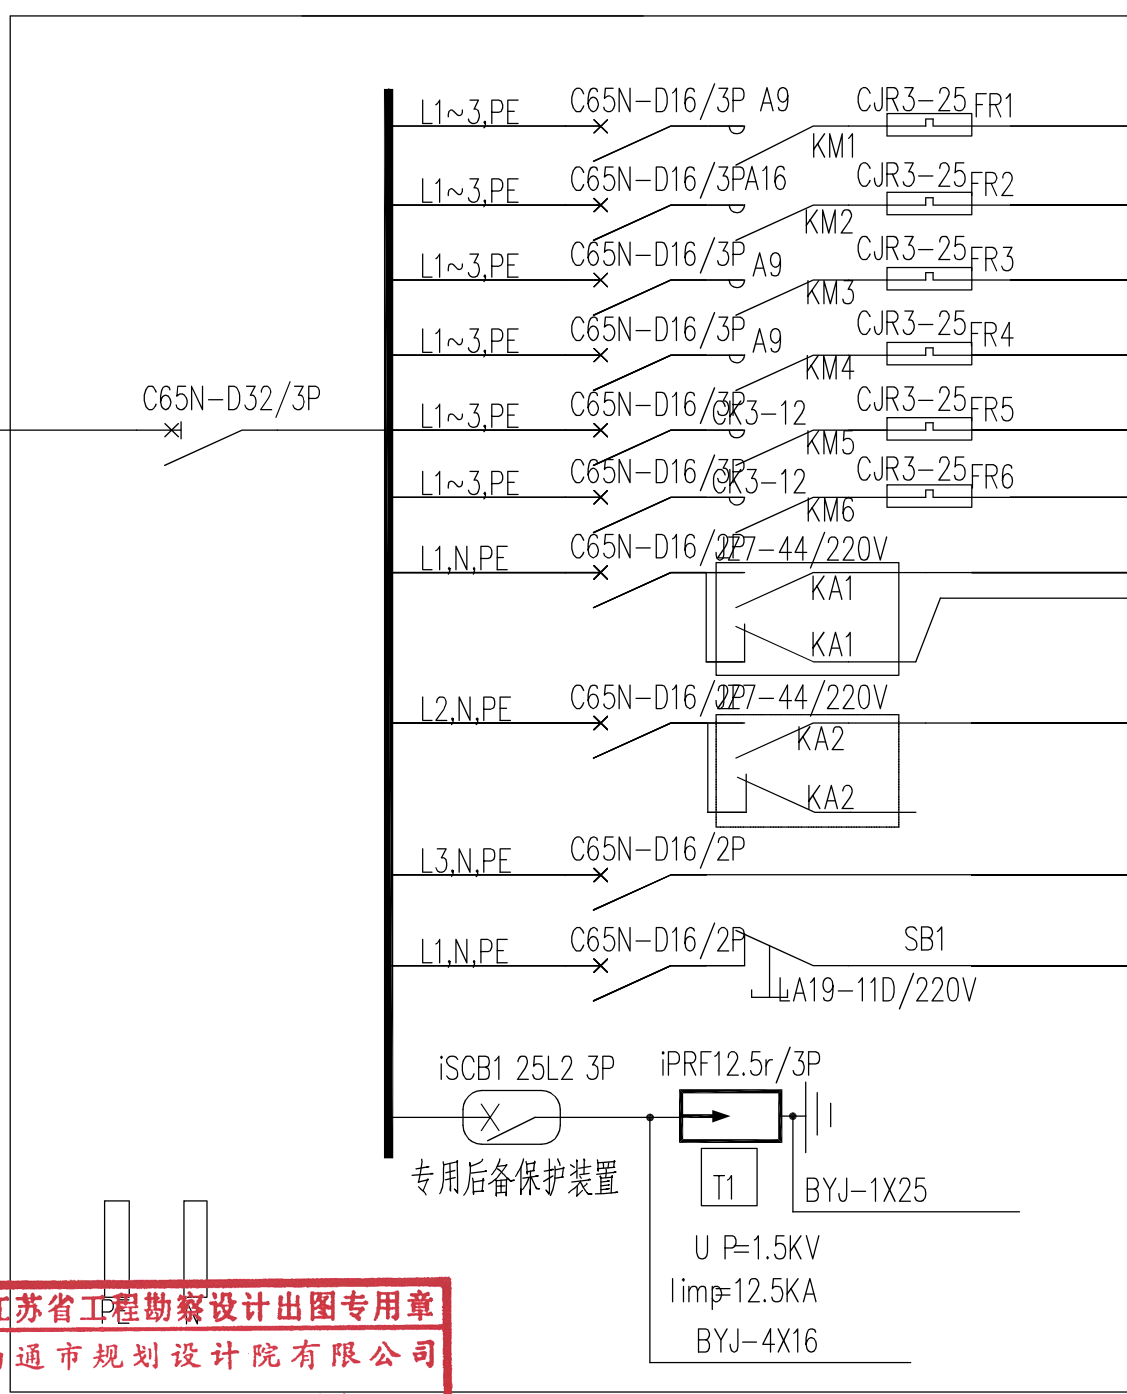 L1~3,PE C65N-D16/3P A9 KM1 CJR3-25 FR1
L1~3,PE C65N-D16/3P A16 KM2 CJR3-25 FR2
L1~3,PE C65N-D16/3P A9 KM3 CJR3-25 FR3
L1~3,PE C65N-D16/3P A9 KM4 CJR3-25 FR4
C65N-D32/3P
L1~3,PE C65N-D16/3P CK3-12 KM5 CJR3-25 FR5
L1~3,PE C65N-D16/3P CK3-12 KM6 CJR3-25 FR6
L1,N,PE C65N-D16/2P JZ7-44/220V
KA1
KA1
L2,N,PE C65N-D16/2P JZ7-44/220V
KA2
KA2
L3,N,PE C65N-D16/2P
L1,N,PE C65N-D16/2P SB1
LA19-11D/220V
iSCB1 25L2 3P iPRF12.5r/3P
专用后备保护装置
T1 BYJ-1X25
U P=1.5KV
Iimp=12.5KA
BYJ-4X16
PE N
江苏省工程勘察设计出图专用章
南通市规划设计院有限公司